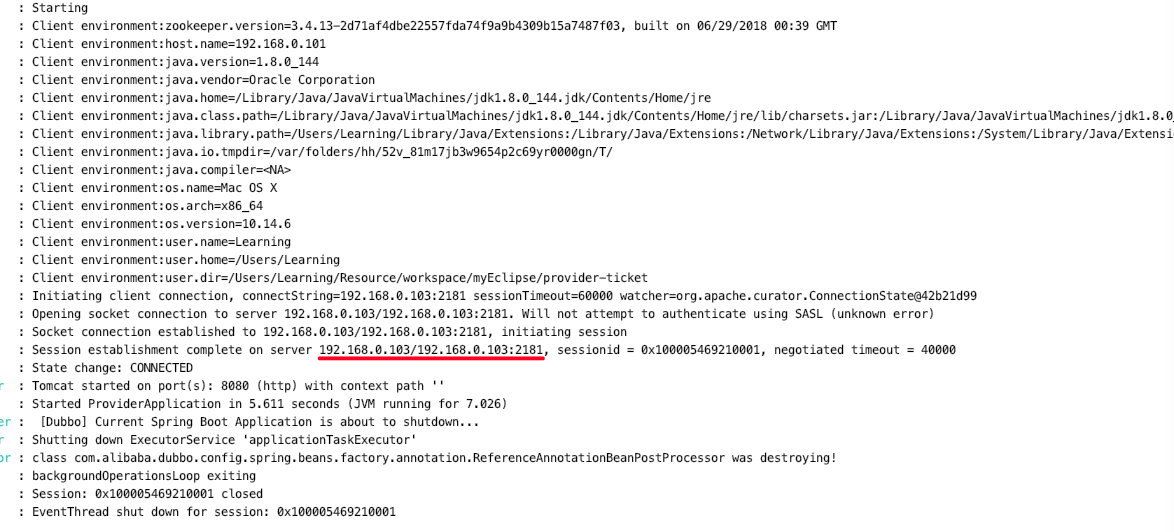 : Starting
: Client environment:zookeeper.version=3.4.13-2d71af4dbe22557fda74f9a9b4309b15a7487f03, built on 06/29/2018 00:39 GMT
: Client environment:host.name=192.168.0.101
: Client environment:java.version=1.8.0_144
: Client environment:java.vendor=Oracle Corporation
: Client environment:java.home=/Library/Java/JavaVirtualMachines/jdk1.8.0_144.jdk/Contents/Home/jre
: Client environment:java.class.path=/Library/Java/JavaVirtualMachines/jdk1.8.0_144.jdk/Contents/Home/jre/lib/charsets.jar:/Library/Java/JavaVirtualMachines/jdk1.8.0_
: Client environment:java.library.path=/Users/Learning/Library/Java/Extensions:/Library/Java/Extensions:/Network/Library/Java/Extensions:/System/Library/Java/Extensi
: Client environment:java.io.tmpdir=/var/folders/hh/52v_81m17jb3w9654p2c69yr0000gn/T/
: Client environment:java.compiler=<NA>
: Client environment:os.name=Mac OS X
: Client environment:os.arch=x86_64
: Client environment:os.version=10.14.6
: Client environment:user.name=Learning
: Client environment:user.home=/Users/Learning
: Client environment:user.dir=/Users/Learning/Resource/workspace/myEclipse/provider-ticket
: Initiating client connection, connectString=192.168.0.103:2181 sessionTimeout=60000 watcher=org.apache.curator.ConnectionState@42b21d99
: Opening socket connection to server 192.168.0.103/192.168.0.103:2181. Will not attempt to authenticate using SASL (unknown error)
: Socket connection established to 192.168.0.103/192.168.0.103:2181, initiating session
: Session establishment complete on server 192.168.0.103/192.168.0.103:2181, sessionid = 0x100005469210001, negotiated timeout = 40000
: State change: CONNECTED
r : Tomcat started on port(s): 8080 (http) with context path ''
: Started ProviderApplication in 5.611 seconds (JVM running for 7.026)
er : [Dubbo] Current Spring Boot Application is about to shutdown...
r : Shutting down ExecutorService 'applicationTaskExecutor'
or : class com.alibaba.dubbo.config.spring.beans.factory.annotation.ReferenceAnnotationBeanPostProcessor was destroying!
: backgroundOperationsLoop exiting
: Session: 0x100005469210001 closed
: EventThread shut down for session: 0x100005469210001